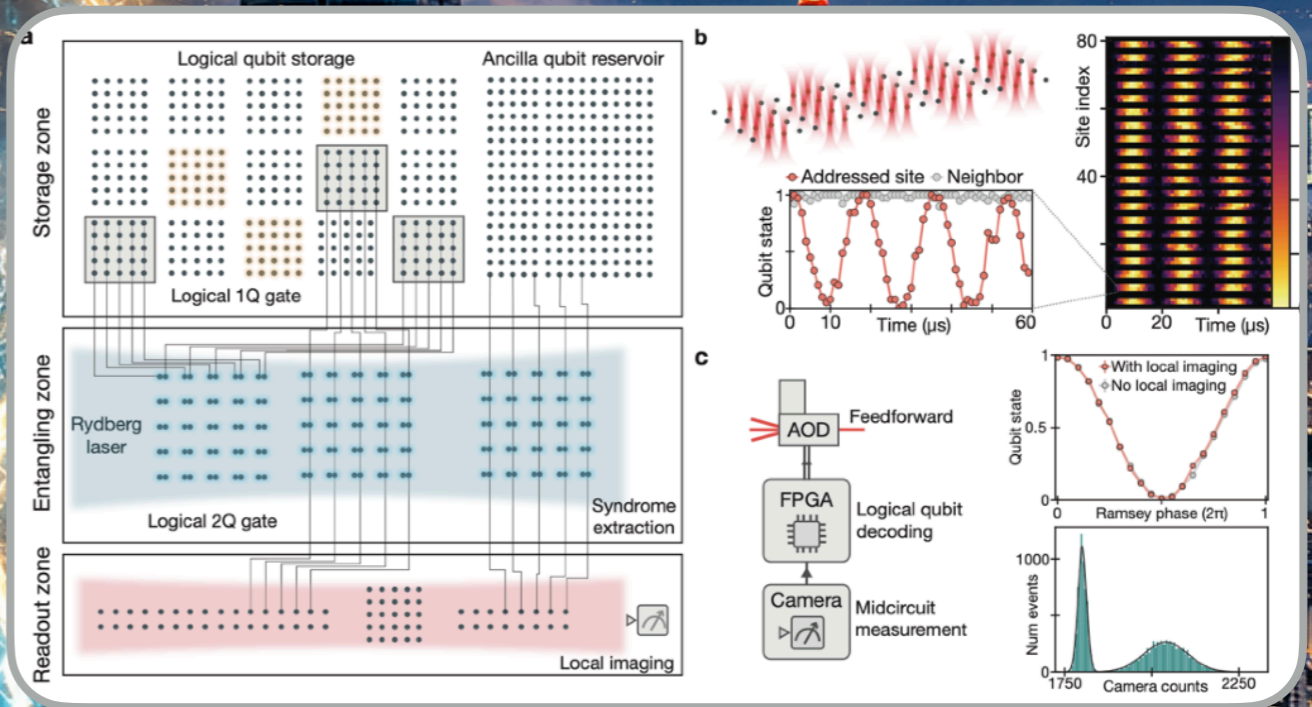 a
Logical qubit storage
Ancilla qubit reservoir
Storage zone
Logical 1Q gate
Entangling zone
Rydberg
laser
Logical 2Q gate
Syndrome
extraction
Readout zone
Local imaging
b
Addressed site
Neighbor
Qubit state
1
0
0
10
60
Time (µs)
Site index
80
40
0
20
Time (µs)
c
AOD
Feedforward
FPGA
Logical qubit
decoding
Camera
Midcircuit
measurement
With local imaging
No local imaging
Qubit state
1
0.5
0
0
1
Ramsey phase (2π)
Num events
1000
0
1750
2250
Camera counts